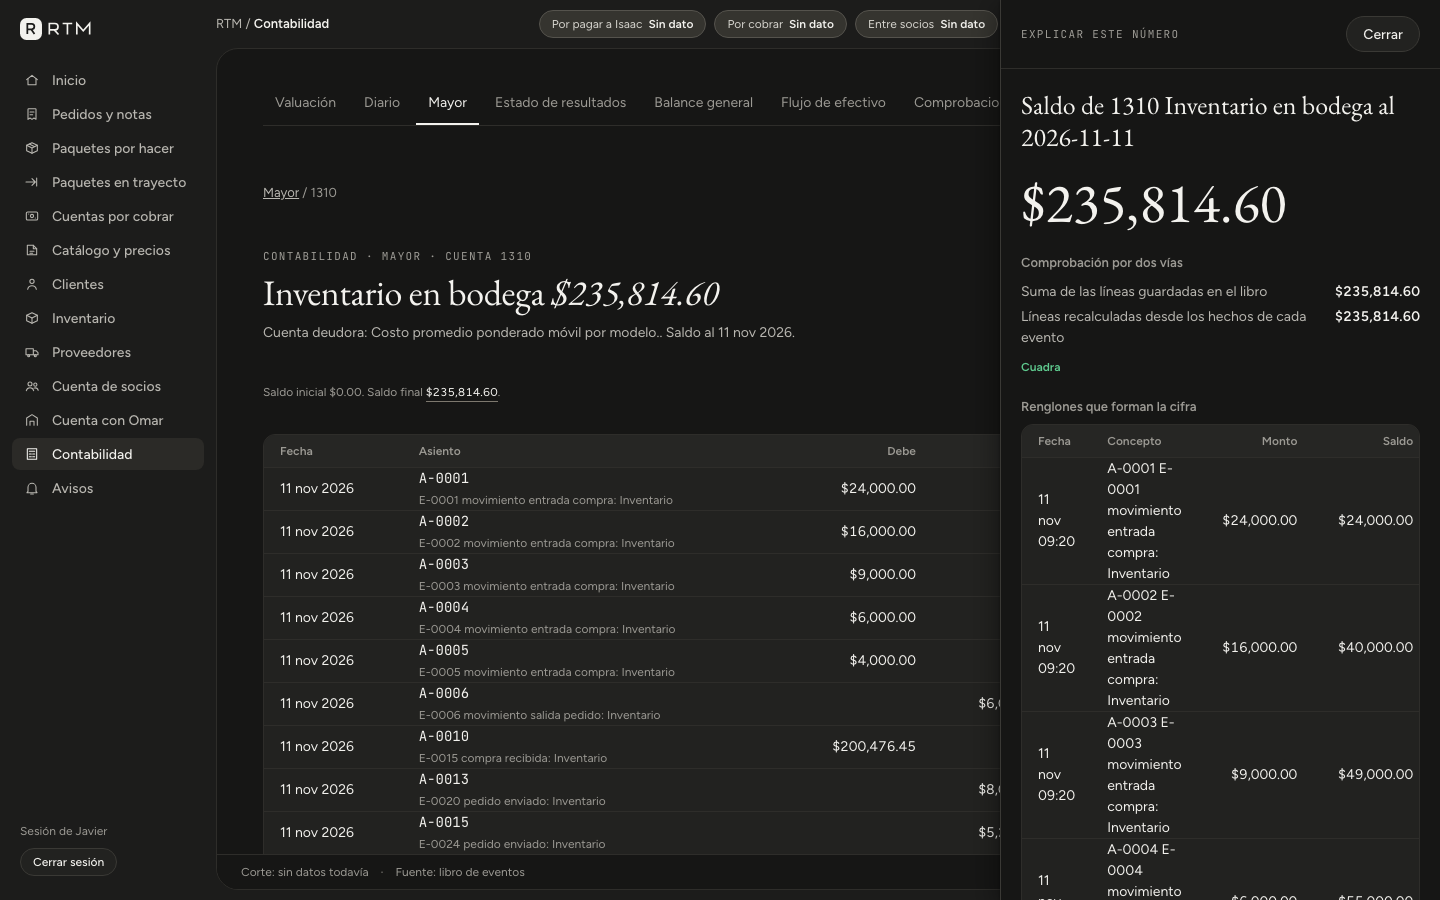 R RTM
Inicio
Pedidos y notas
Paquetes por hacer
Paquetes en trayecto
Cuentas por cobrar
Catálogo y precios
Clientes
Inventario
Proveedores
Cuenta de socios
Cuenta con Omar
Contabilidad
Avisos
Sesión de Javier
Cerrar sesión
RTM / Contabilidad
Por pagar a Isaac Sin dato
Por cobrar Sin dato
Entre socios Sin dato
Valuación Diario Mayor Estado de resultados Balance general Flujo de efectivo Comprobacio
Mayor / 1310
CONTABILIDAD · MAYOR · CUENTA 1310
Inventario en bodega $235,814.60
Cuenta deudora: Costo promedio ponderado móvil por modelo.. Saldo al 11 nov 2026.
Saldo inicial $0.00. Saldo final $235,814.60.
Fecha Asiento Debe
A-0001
11 nov 2026 $24,000.00
E-0001 movimiento entrada compra: Inventario
A-0002
11 nov 2026 $16,000.00
E-0002 movimiento entrada compra: Inventario
A-0003
11 nov 2026 $9,000.00
E-0003 movimiento entrada compra: Inventario
A-0004
11 nov 2026 $6,000.00
E-0004 movimiento entrada compra: Inventario
A-0005
11 nov 2026 $4,000.00
E-0005 movimiento entrada compra: Inventario
A-0006
11 nov 2026
E-0006 movimiento salida pedido: Inventario
A-0010
11 nov 2026 $200,476.45
E-0015 compra recibida: Inventario
A-0013
11 nov 2026
E-0020 pedido enviado: Inventario
A-0015
11 nov 2026
E-0024 pedido enviado: Inventario
Corte: sin datos todavía · Fuente: libro de eventos
EXPLICAR ESTE NÚMERO
Cerrar
Saldo de 1310 Inventario en bodega al
2026-11-11
$235,814.60
Comprobación por dos vías
Suma de las líneas guardadas en el libro $235,814.60
Líneas recalculadas desde los hechos de cada $235,814.60
evento
Cuadra
Renglones que forman la cifra
Fecha Concepto Monto Saldo
A-0001 E-
0001
11 movimiento
nov entrada $24,000.00 $24,000.00
09:20 compra:
Inventario
A-0002 E-
0002
11 movimiento
nov entrada $16,000.00 $40,000.00
09:20 compra:
Inventario
A-0003 E-
0003
11 movimiento
nov entrada $9,000.00 $49,000.00
09:20 compra:
Inventario
A-0004 E-
0004
11 movimiento